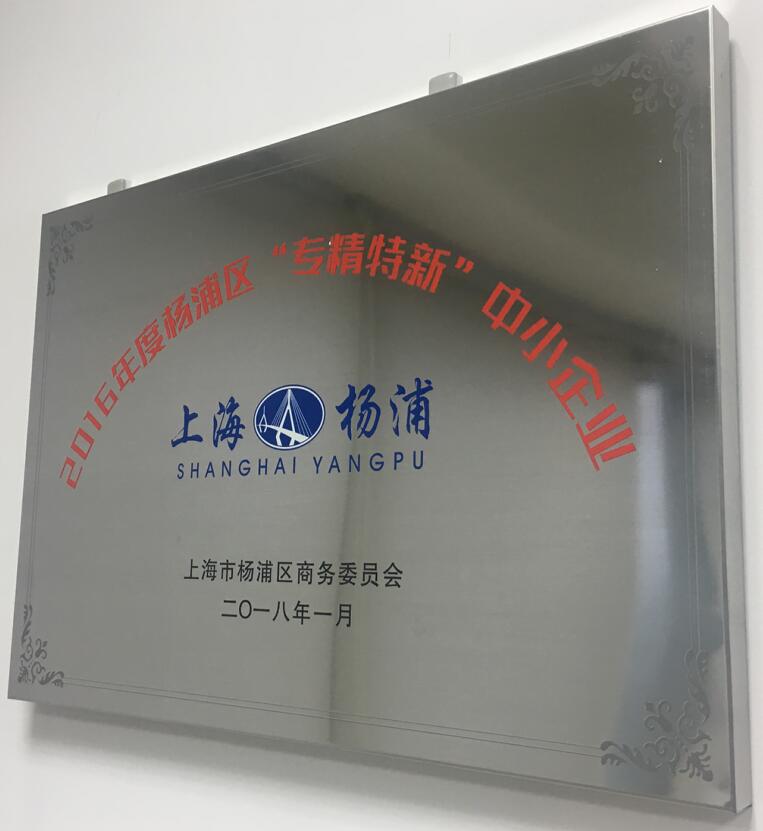 2016年度杨浦区“专精特新”中小企业
上海 杨浦
SHANGHAI YANGPU
上海市杨浦区商务委员会
二〇一八年一月